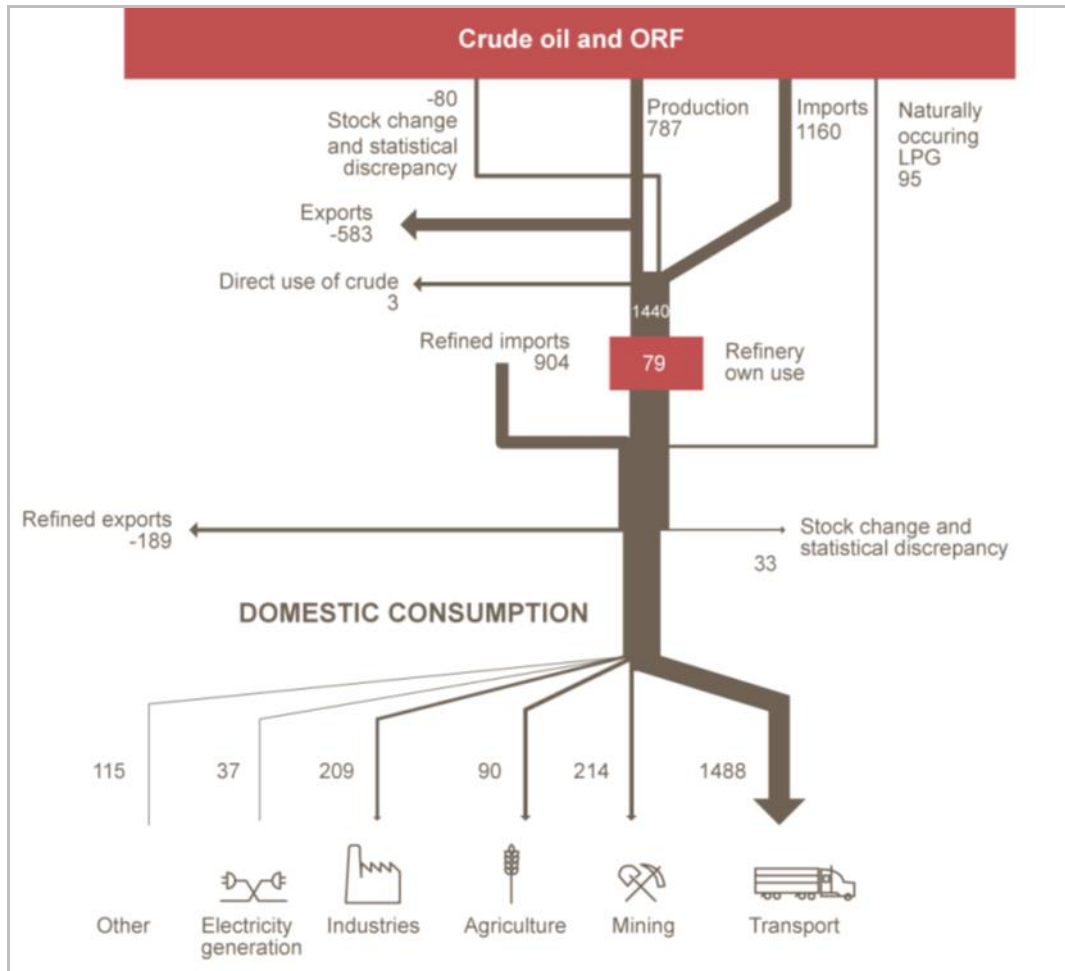 Crude oil and ORF
-80
Stock change
and statistical
discrepancy
Production
787
Imports
1160
Naturally
occuring
LPG
95
Exports
-583
Direct use of crude
3
1440
Refined imports
904
79
Refinery
own use
Refined exports
-189
Stock change and
statistical discrepancy
33
DOMESTIC CONSUMPTION
115
37
209
90
214
1488
Other
Electricity
generation
Industries
Agriculture
Mining
Transport